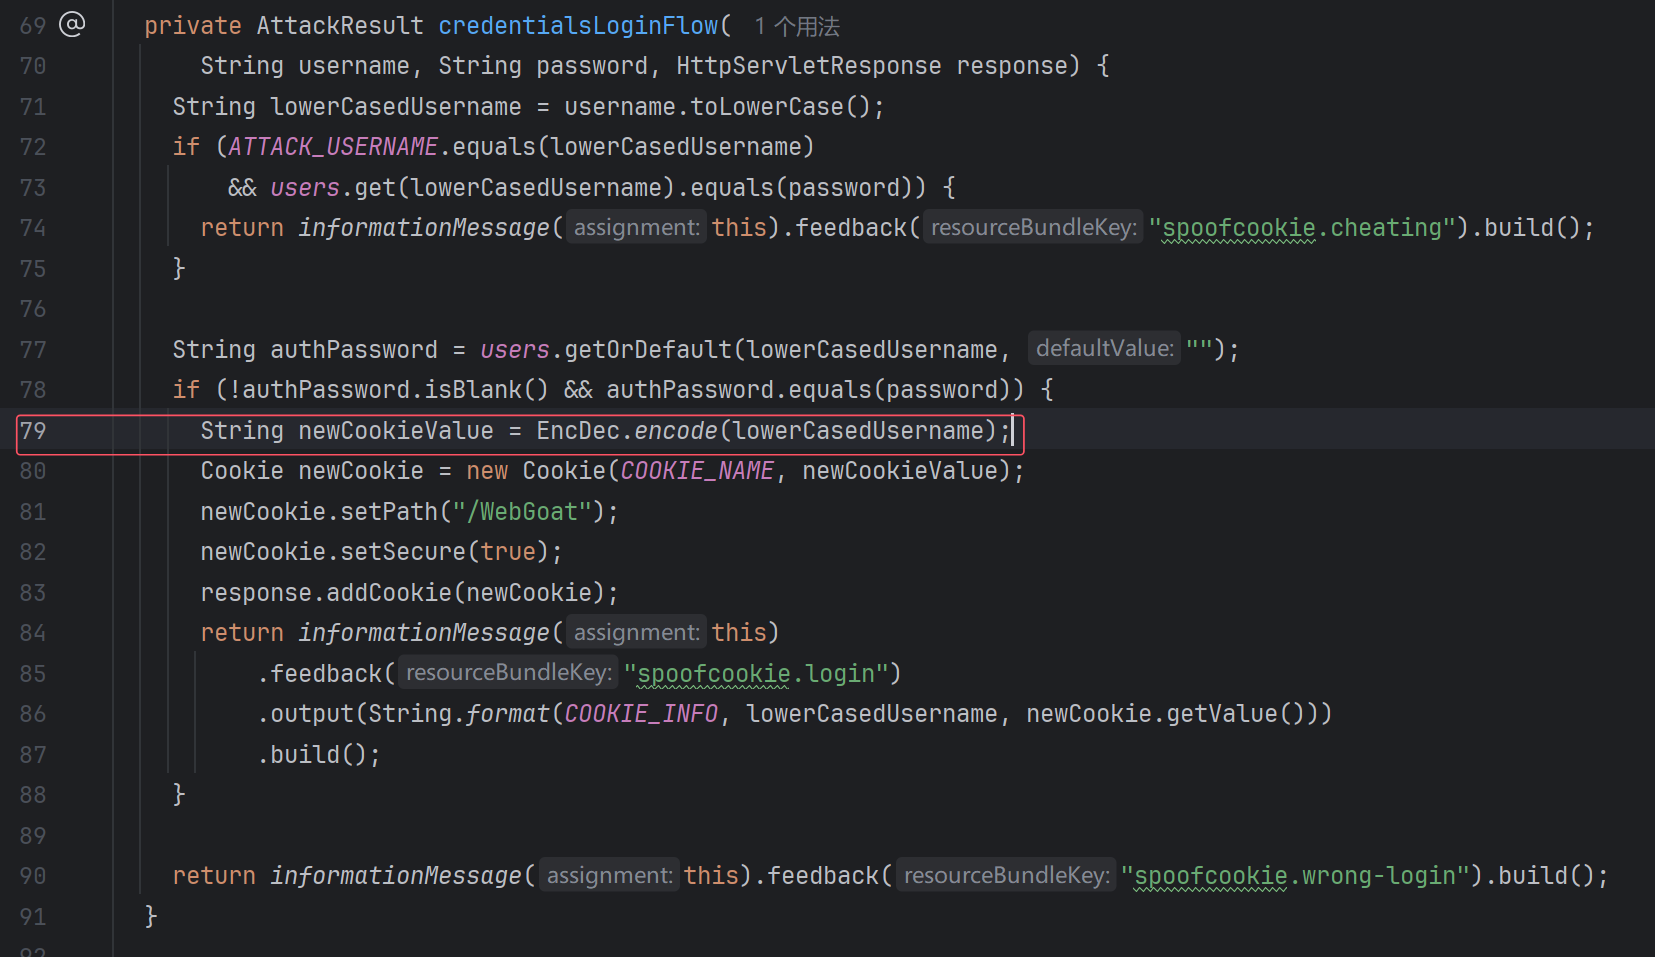 69 @ private AttackResult credentialsLoginFlow( 1 个用法
70 String username, String password, HttpServletResponse response) {
71 String lowerCasedUsername = username.toLowerCase();
72 if (ATTACK_USERNAME.equals(lowerCasedUsername)
73 && users.get(lowerCasedUsername).equals(password)) {
74 return informationMessage( assignment: this).feedback( resourceBundleKey: "spoofcookie.cheating").build();
75 }
76
77 String authPassword = users.getOrDefault(lowerCasedUsername, defaultValue: "");
78 if (!authPassword.isBlank() && authPassword.equals(password)) {
79 String newCookieValue = EncDec.encode(lowerCasedUsername);
80 Cookie newCookie = new Cookie(COOKIE_NAME, newCookieValue);
81 newCookie.setPath("/WebGoat");
82 newCookie.setSecure(true);
83 response.addCookie(newCookie);
84 return informationMessage( assignment: this)
85 .feedback( resourceBundleKey: "spoofcookie.login")
86 .output(String.format(COOKIE_INFO, lowerCasedUsername, newCookie.getValue()))
87 .build();
88 }
89
90 return informationMessage( assignment: this).feedback( resourceBundleKey: "spoofcookie.wrong-login").build();
91 }
92